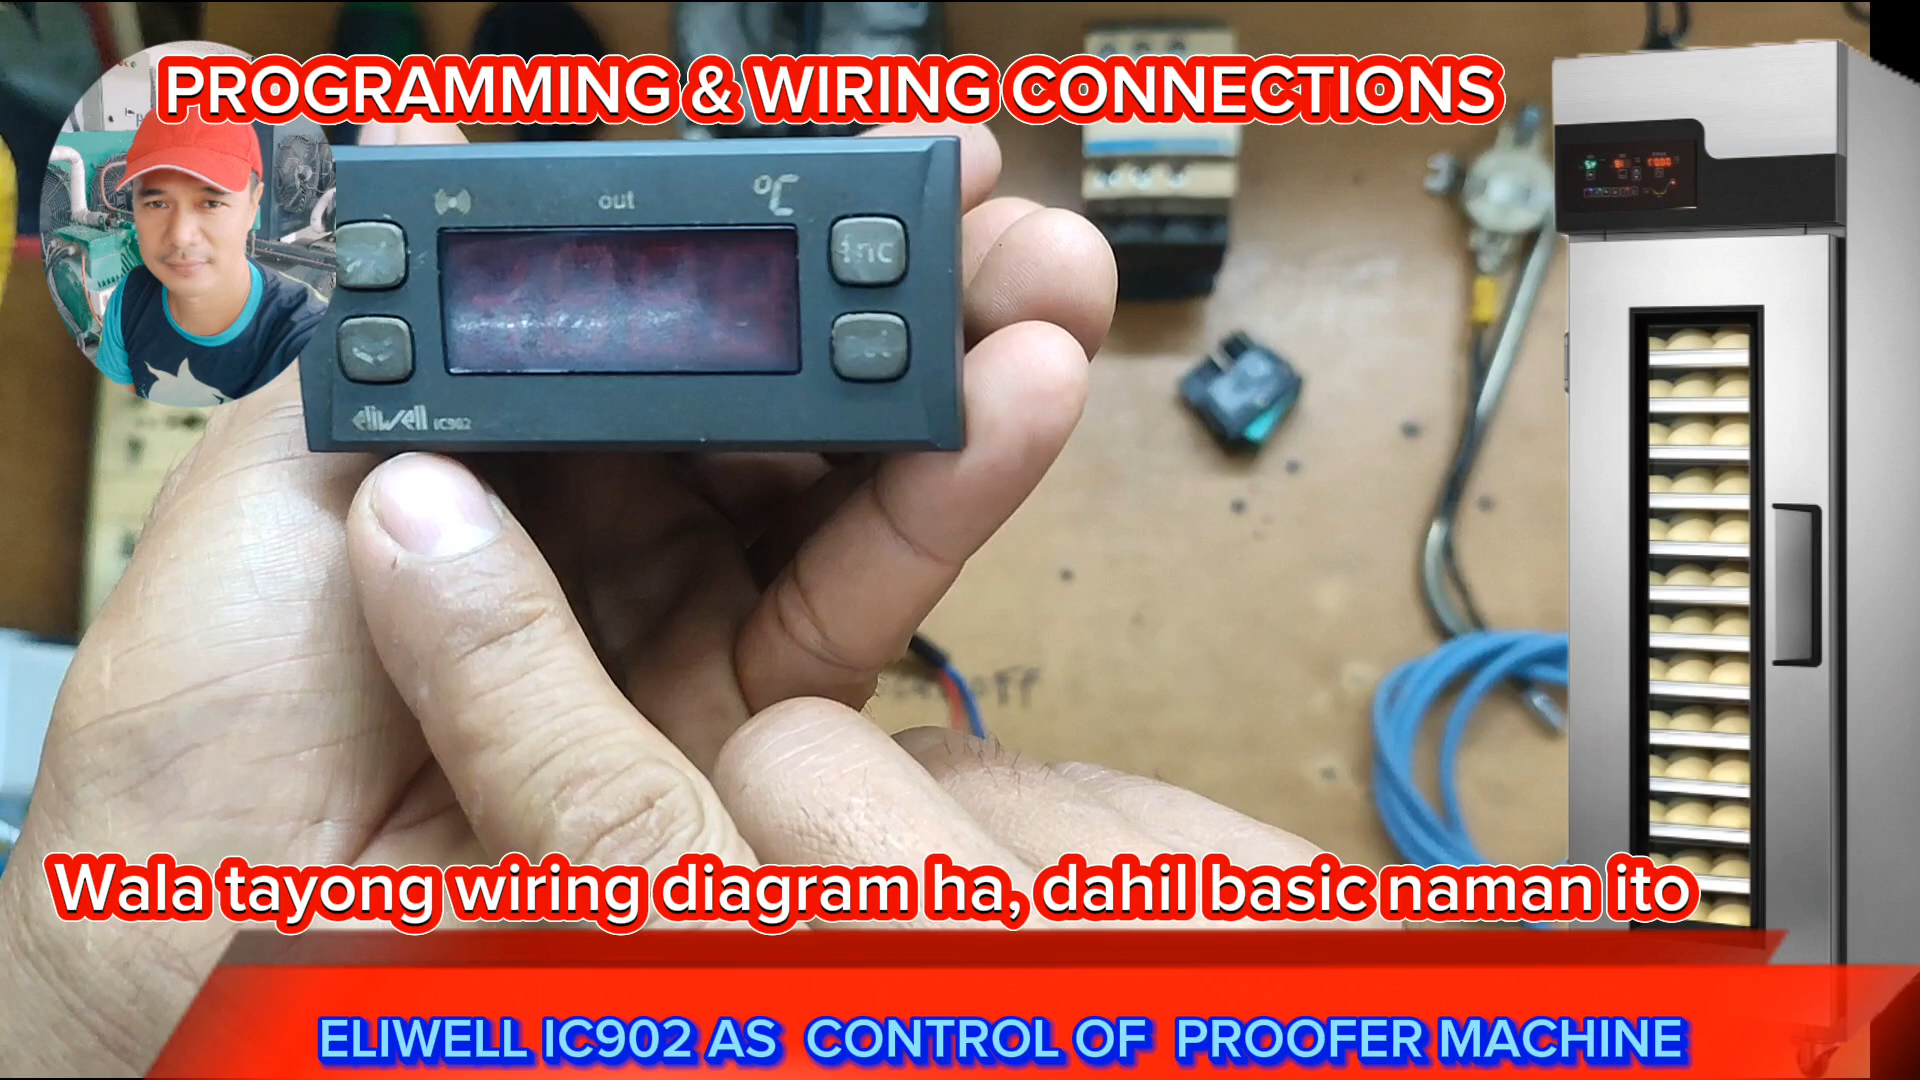 PROGRAMMING & WIRING CONNECTIONS
out
°C
inc
eliwell IC902
Wala tayong wiring diagram ha, dahil basic naman ito
ELIWELL IC902 AS CONTROL OF PROOFER MACHINE